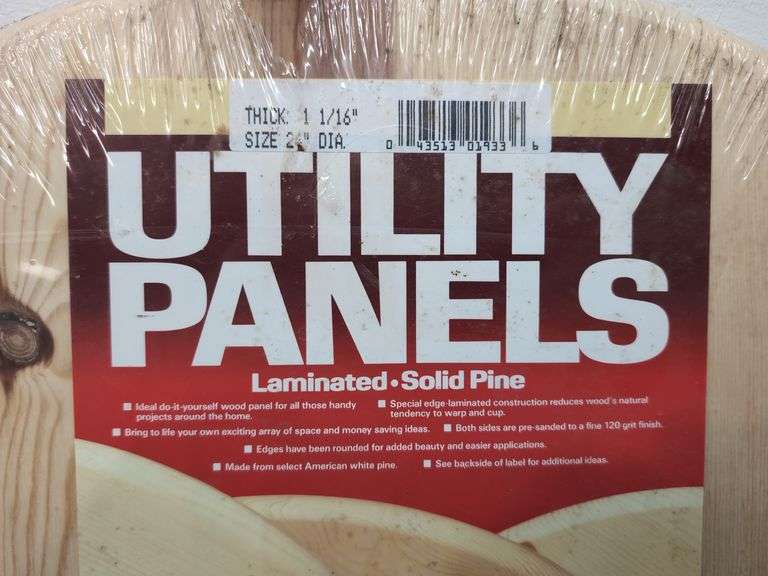 THICK: 1 1/16"
SIZE 24" DIA.
0 43513 01933 6
UTILITY
PANELS
Laminated • Solid Pine
■ Ideal do-it-yourself wood panel for all those handy
projects around the home.
■ Special edge-laminated construction reduces wood's natural
tendency to warp and cup.
■ Bring to life your own exciting array of space and money saving ideas.
■ Both sides are pre-sanded to a fine 120 grit finish.
■ Edges have been rounded for added beauty and easier applications.
■ Made from select American white pine.
■ See backside of label for additional ideas.